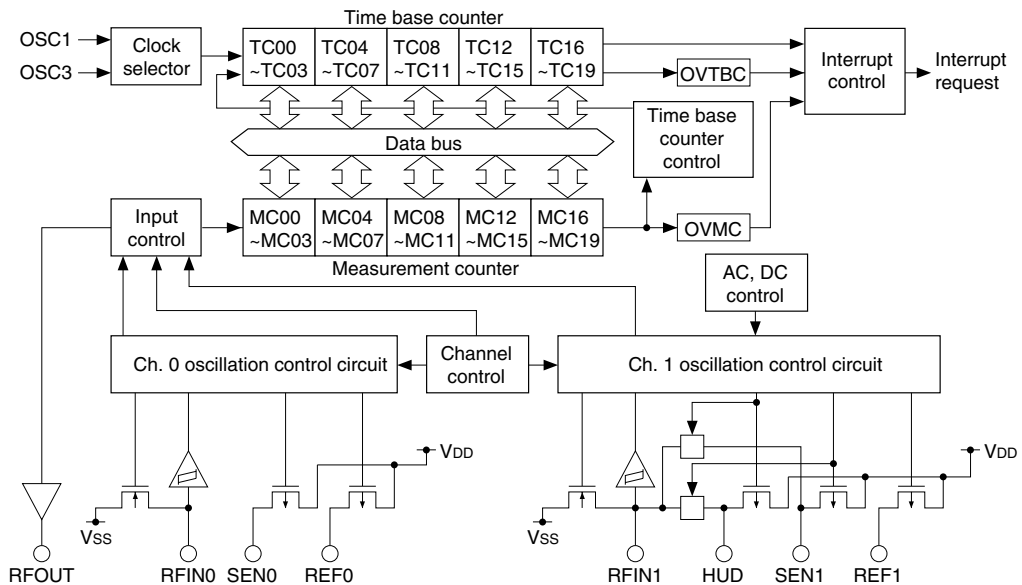 Time base counter
OSC1
OSC3
Clock
selector
TC00
~TC03
TC04
~TC07
TC08
~TC11
TC12
~TC15
TC16
~TC19
OVTBC
Interrupt
control
Interrupt
request
Data bus
Time base
counter
control
Input
control
MC00
~MC03
MC04
~MC07
MC08
~MC11
MC12
~MC15
MC16
~MC19
OVMC
Measurement counter
AC, DC
control
Ch. 0 oscillation control circuit
Channel
control
Ch. 1 oscillation control circuit
VDD
VDD
VSS
VSS
RFOUT
RFIN0
SEN0
REF0
RFIN1
HUD
SEN1
REF1